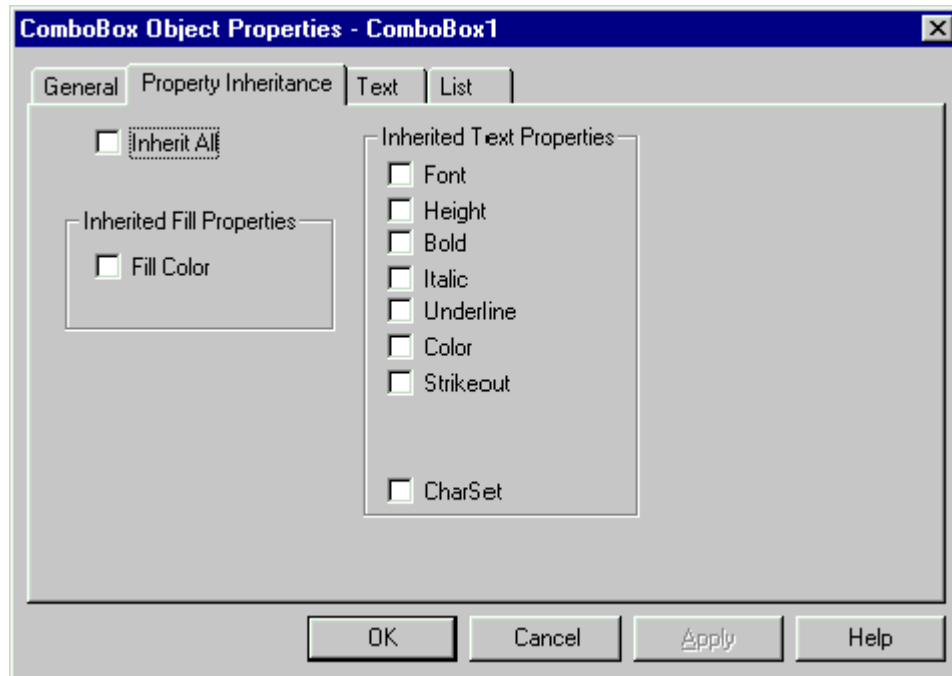 ComboBox Object Properties - ComboBox1
General
Property Inheritance
Text
List
Inherit All
Inherited Fill Properties
Fill Color
Inherited Text Properties
Font
Height
Bold
Italic
Underline
Color
Strikeout
CharSet
OK
Cancel
Apply
Help